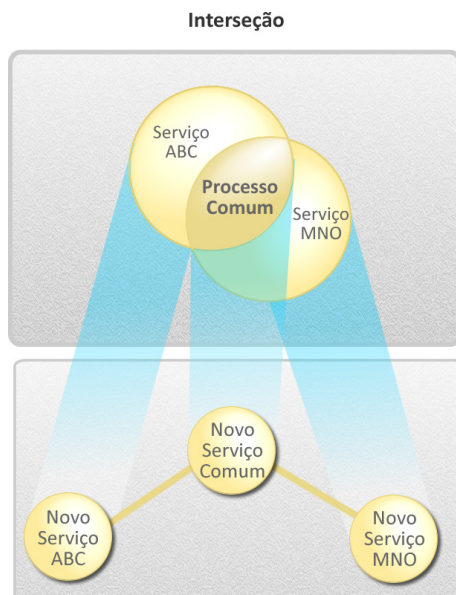 Interseção
Serviço
ABC
Processo
Comum
Serviço
MNO
Novo
Serviço
Comum
Novo
Serviço
ABC
Novo
Serviço
MNO